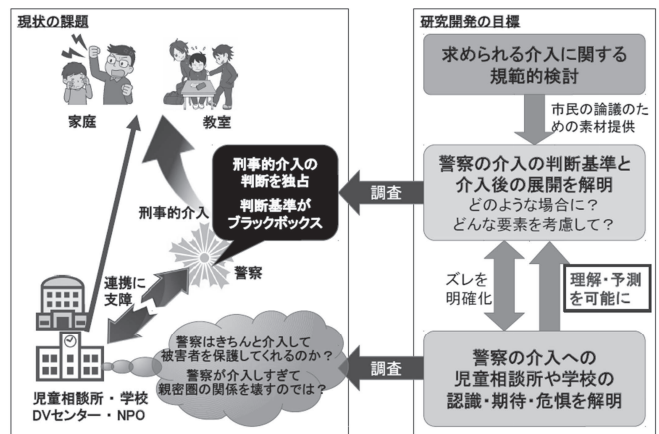 現状の課題
家庭
教室
刑事的介入の
判断を独占
判断基準が
ブラックボックス
刑事的介入
警察
連携に
支障
警察はきちんと介入して
被害者を保護してくれるのか？
警察が介入しすぎて
親密圏の関係を壊すのでは？
児童相談所・学校
DVセンター・NPO
調査
調査
研究開発の目標
求められる介入に関する
規範的検討
市民の論議のた
めの素材提供
警察の介入の判断基準と
介入後の展開を解明
どのような場合に？
どんな要素を考慮して？
ズレを
明確化
理解・予測
を可能に
警察の介入への
児童相談所や学校の
認識・期待・危惧を解明